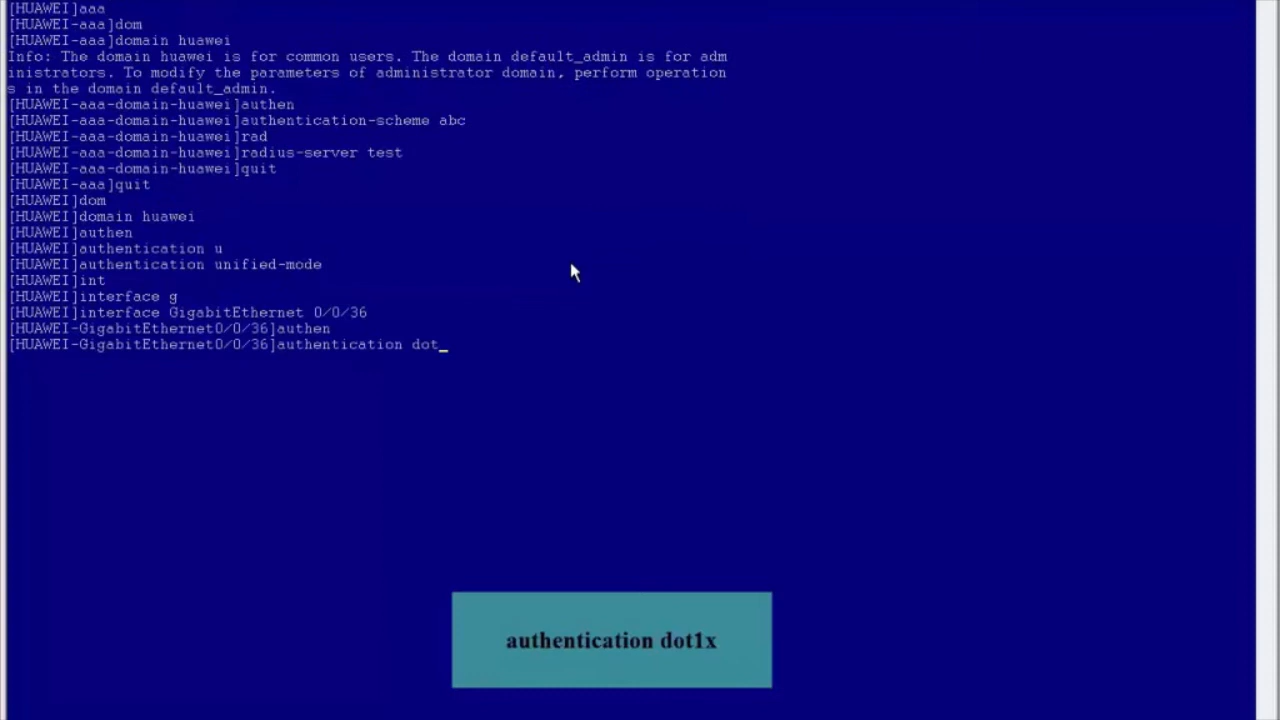 [HUAWEI]aaa
[HUAWEI-aaa]dom
[HUAWEI-aaa]domain huawei
Info: The domain huawei is for common users. The domain default_admin is for adm
inistrators. To modify the parameters of administrator domain, perform operation
s in the domain default_admin.
[HUAWEI-aaa-domain-huawei]authen
[HUAWEI-aaa-domain-huawei]authentication-scheme abc
[HUAWEI-aaa-domain-huawei]rad
[HUAWEI-aaa-domain-huawei]radius-server test
[HUAWEI-aaa-domain-huawei]quit
[HUAWEI-aaa]quit
[HUAWEI]dom
[HUAWEI]domain huawei
[HUAWEI]authen
[HUAWEI]authentication u
[HUAWEI]authentication unified-mode
[HUAWEI]int
[HUAWEI]interface g
[HUAWEI]interface GigabitEthernet 0/0/36
[HUAWEI-GigabitEthernet0/0/36]authen
[HUAWEI-GigabitEthernet0/0/36]authentication dot_
authentication dot1x